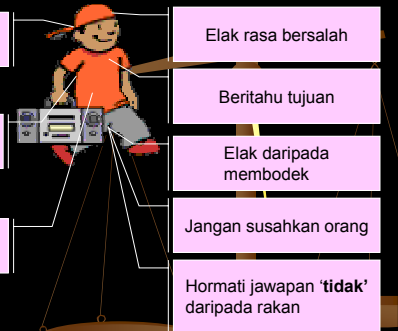 Elak rasa bersalah
Beritahu tujuan
Elak daripada
membodek
Jangan susahkan orang
Hormati jawapan ‘tidak’
daripada rakan